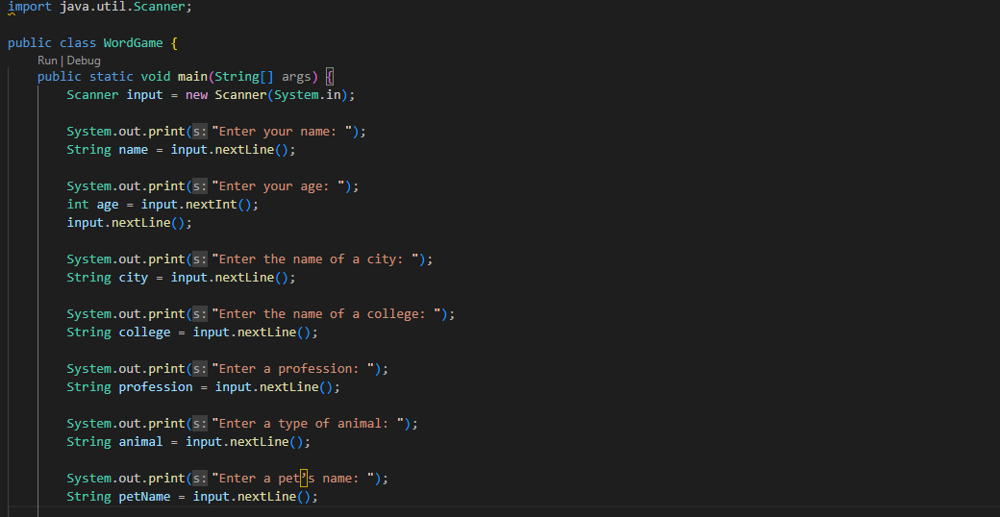 import java.util.Scanner;
public class WordGame {
Run | Debug
public static void main(String[] args) {
Scanner input = new Scanner(System.in);
System.out.print(s: "Enter your name: ");
String name = input.nextLine();
System.out.print(s: "Enter your age: ");
int age = input.nextInt();
input.nextLine();
System.out.print(s: "Enter the name of a city: ");
String city = input.nextLine();
System.out.print(s: "Enter the name of a college: ");
String college = input.nextLine();
System.out.print(s: "Enter a profession: ");
String profession = input.nextLine();
System.out.print(s: "Enter a type of animal: ");
String animal = input.nextLine();
System.out.print(s: "Enter a pet’s name: ");
String petName = input.nextLine();